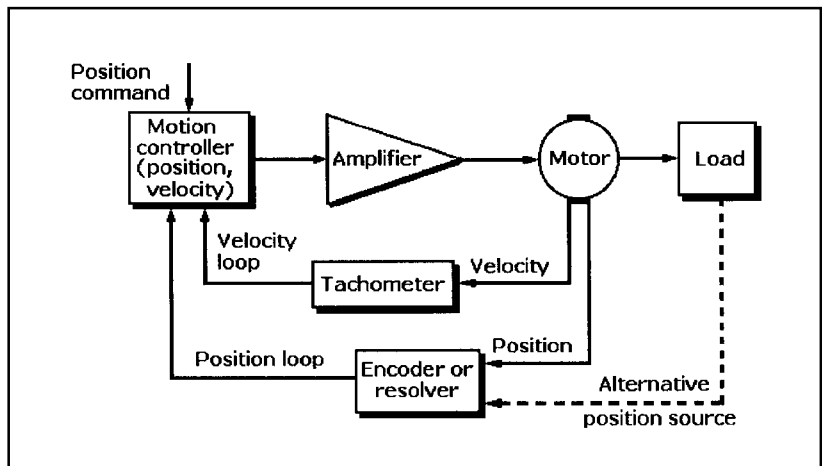 Position
command
Motion
controller
(position,
velocity)
Amplifier
Motor
Load
Velocity
loop
Tachometer
Velocity
Position loop
Encoder or
resolver
Position
Alternative
position source